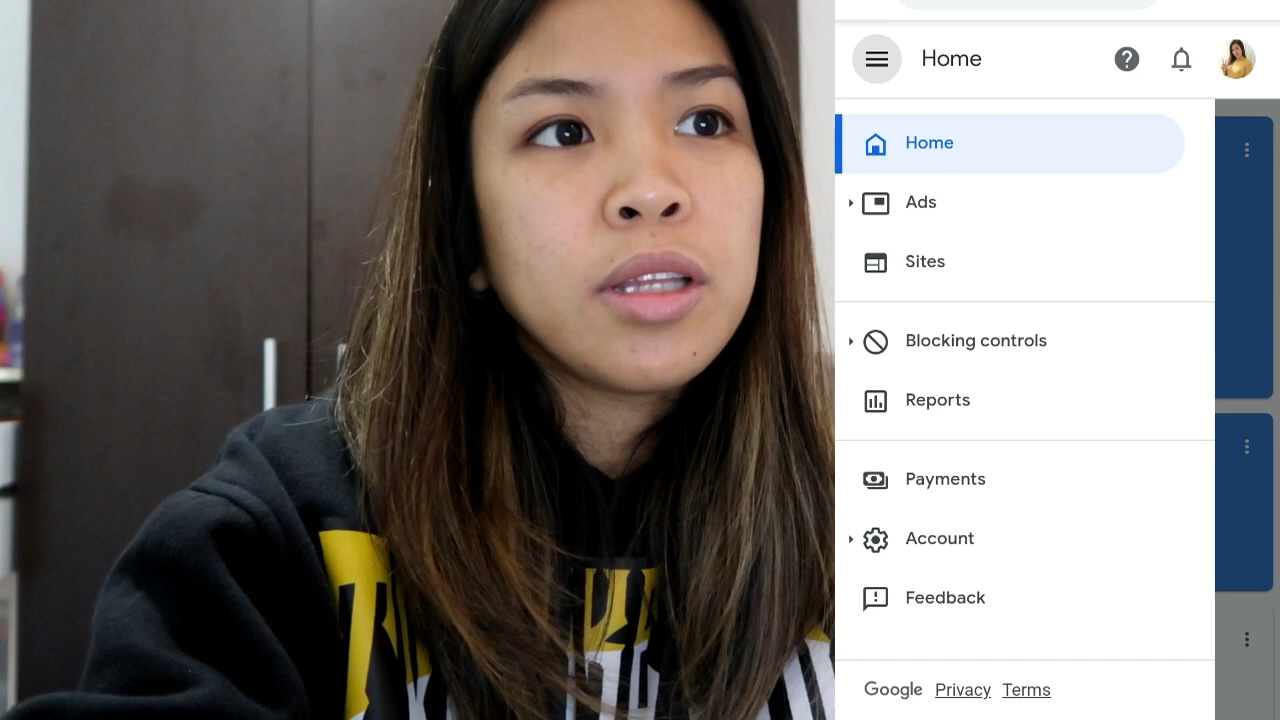 Home
Home
Ads
Sites
Blocking controls
Reports
Payments
Account
Feedback
Google Privacy Terms